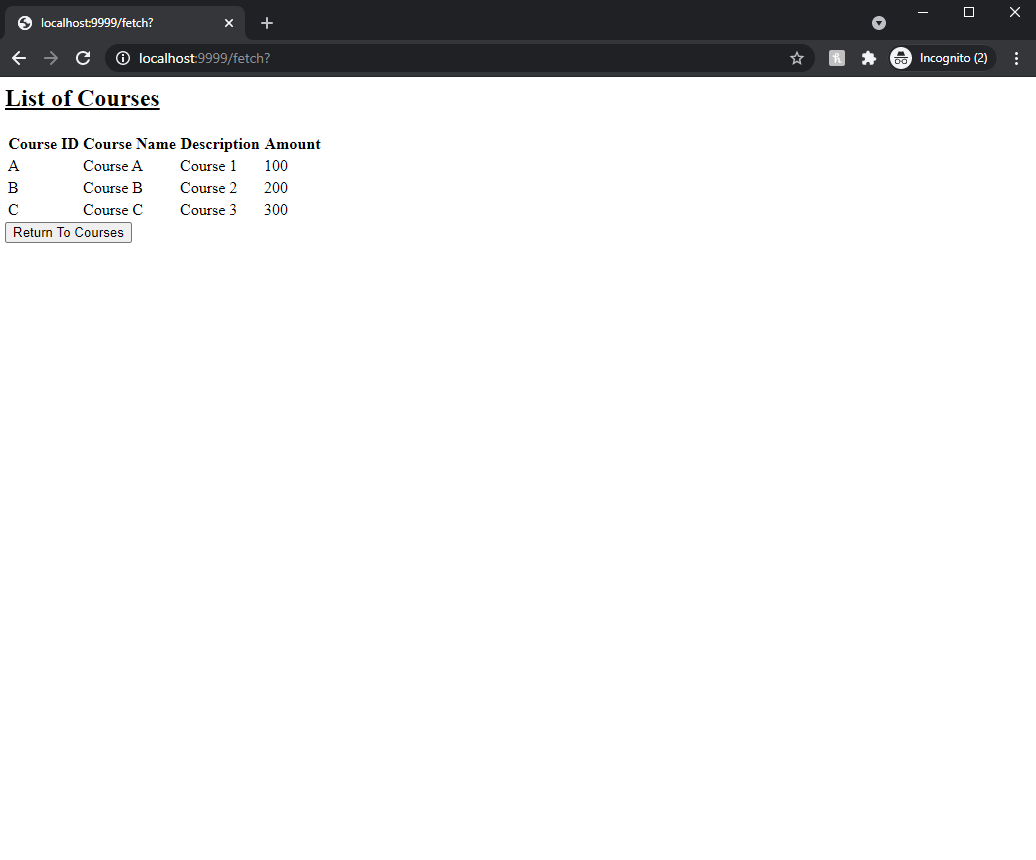 localhost:9999/fetch?
localhost:9999/fetch?
Incognito (2)
List of Courses
Course ID Course Name Description Amount
A Course A Course 1 100
B Course B Course 2 200
C Course C Course 3 300
Return To Courses